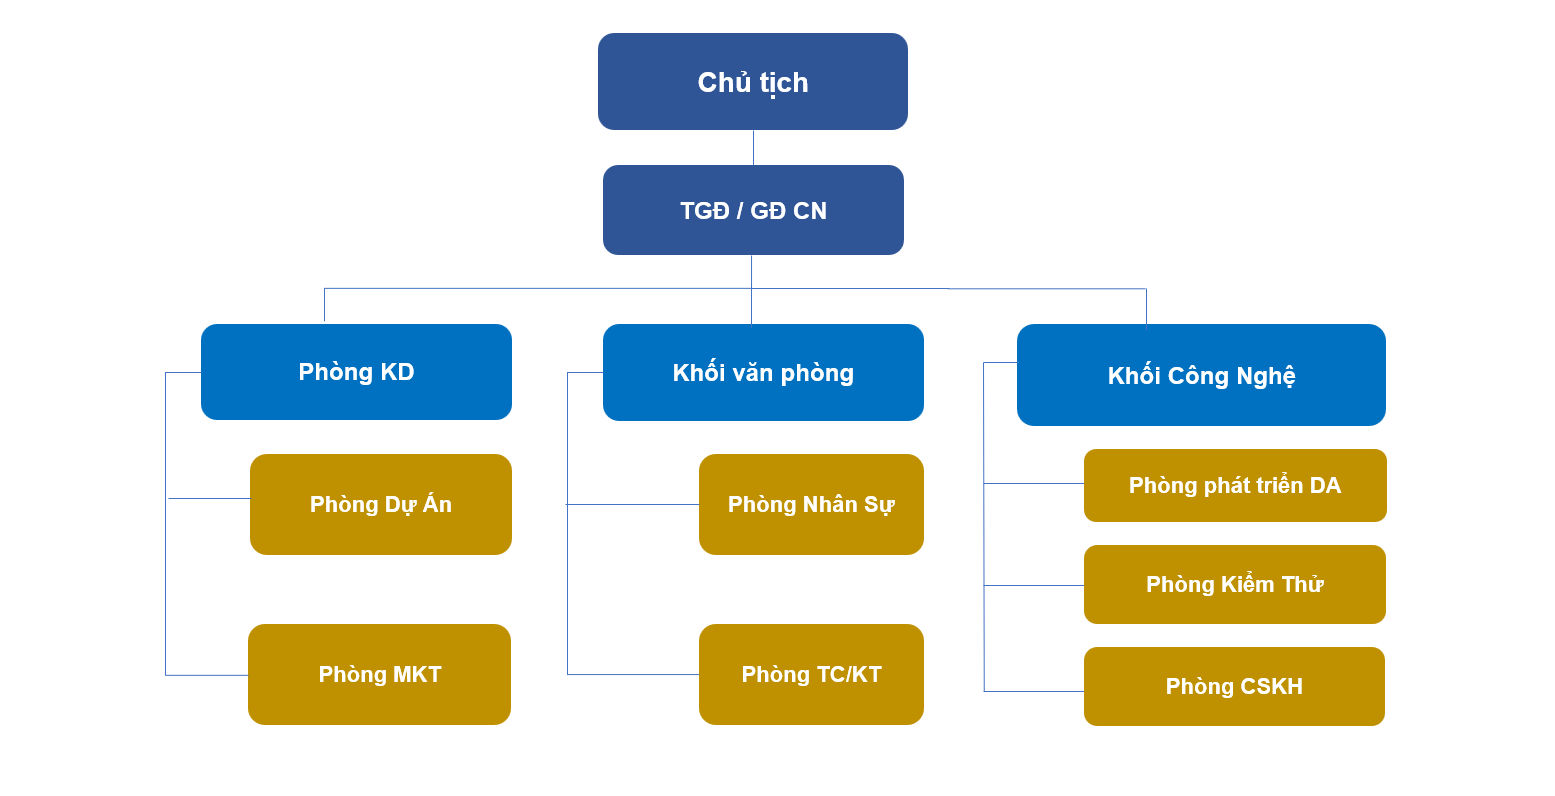 Chủ tịch
TGĐ / GĐ CN
Phòng KD
Khối văn phòng
Khối Công Nghệ
Phòng Dự Án
Phòng Nhân Sự
Phòng phát triển DA
Phòng Kiểm Thử
Phòng MKT
Phòng TC/KT
Phòng CSKH